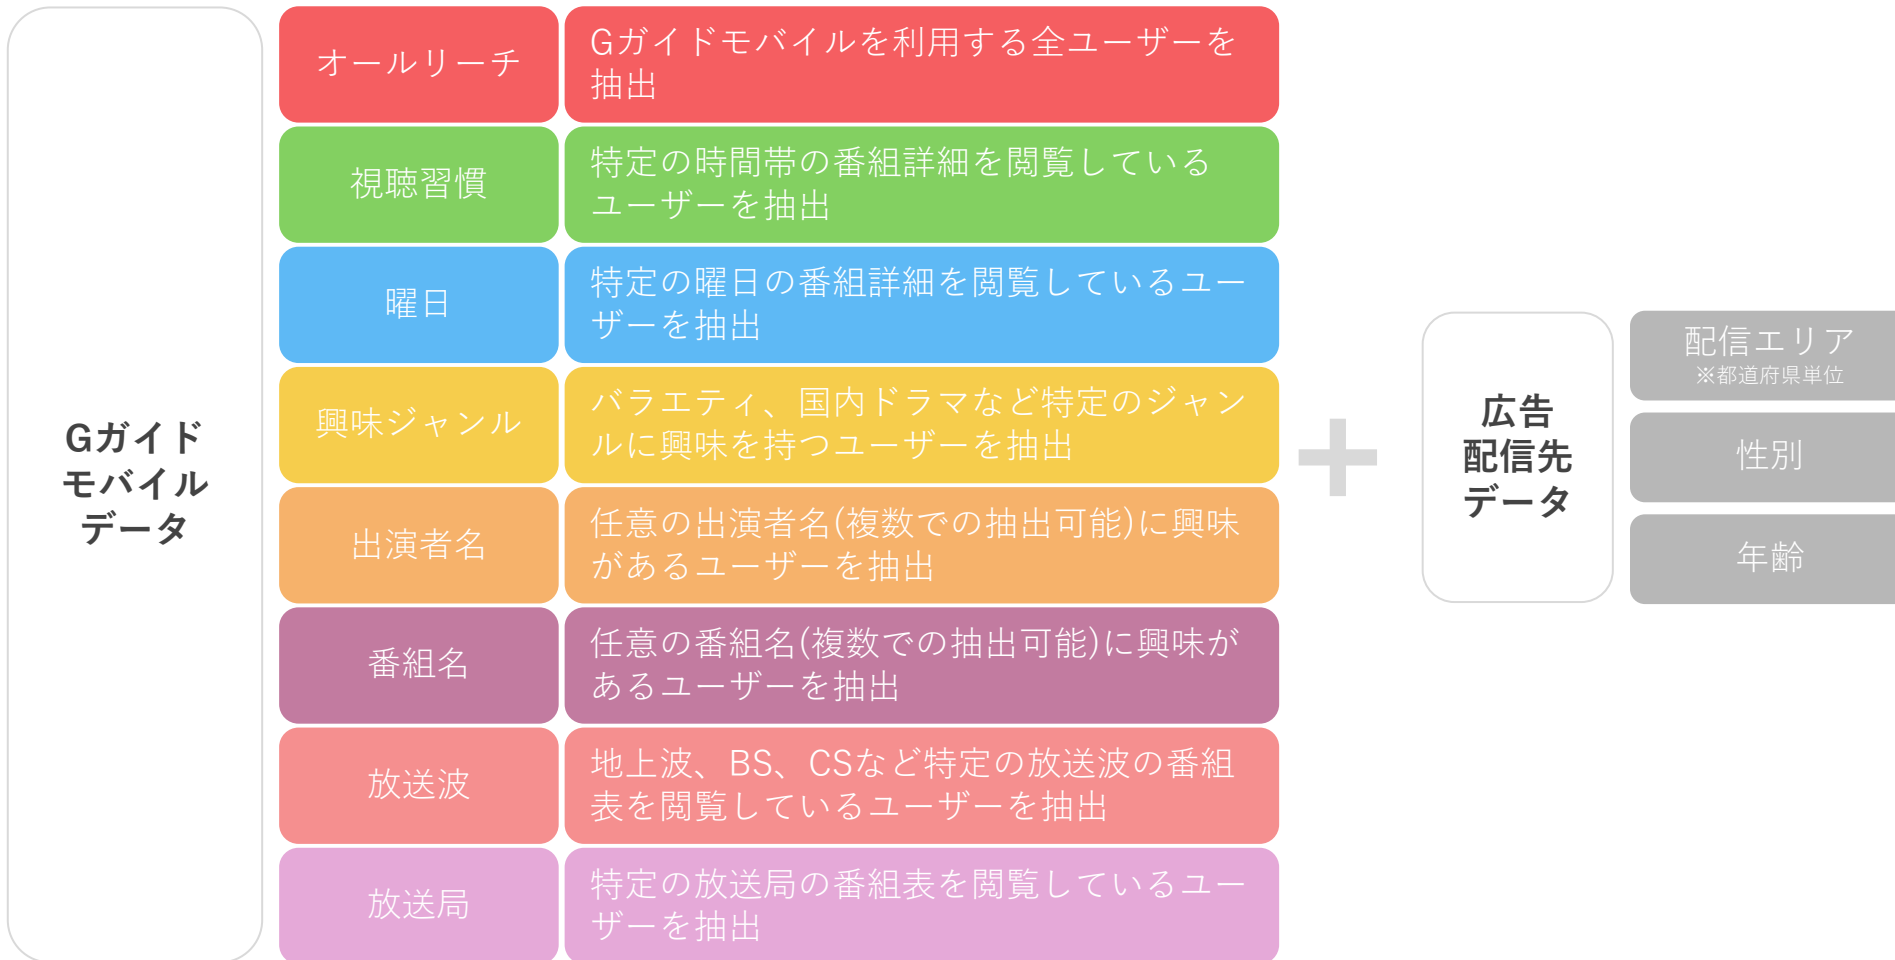 Gガイド
モバイル
データ
オールリーチ
Gガイドモバイルを利用する全ユーザーを
抽出
視聴習慣
特定の時間帯の番組詳細を閲覧している
ユーザーを抽出
曜日
特定の曜日の番組詳細を閲覧しているユー
ザーを抽出
興味ジャンル
バラエティ、国内ドラマなど特定のジャン
ルに興味を持つユーザーを抽出
出演者名
任意の出演者名(複数での抽出可能)に興味
があるユーザーを抽出
番組名
任意の番組名(複数での抽出可能)に興味が
あるユーザーを抽出
放送波
地上波、BS、CSなど特定の放送波の番組
表を閲覧しているユーザーを抽出
放送局
特定の放送局の番組表を閲覧しているユー
ザーを抽出
広告
配信先
データ
配信エリア
※都道府県単位
性別
年齢